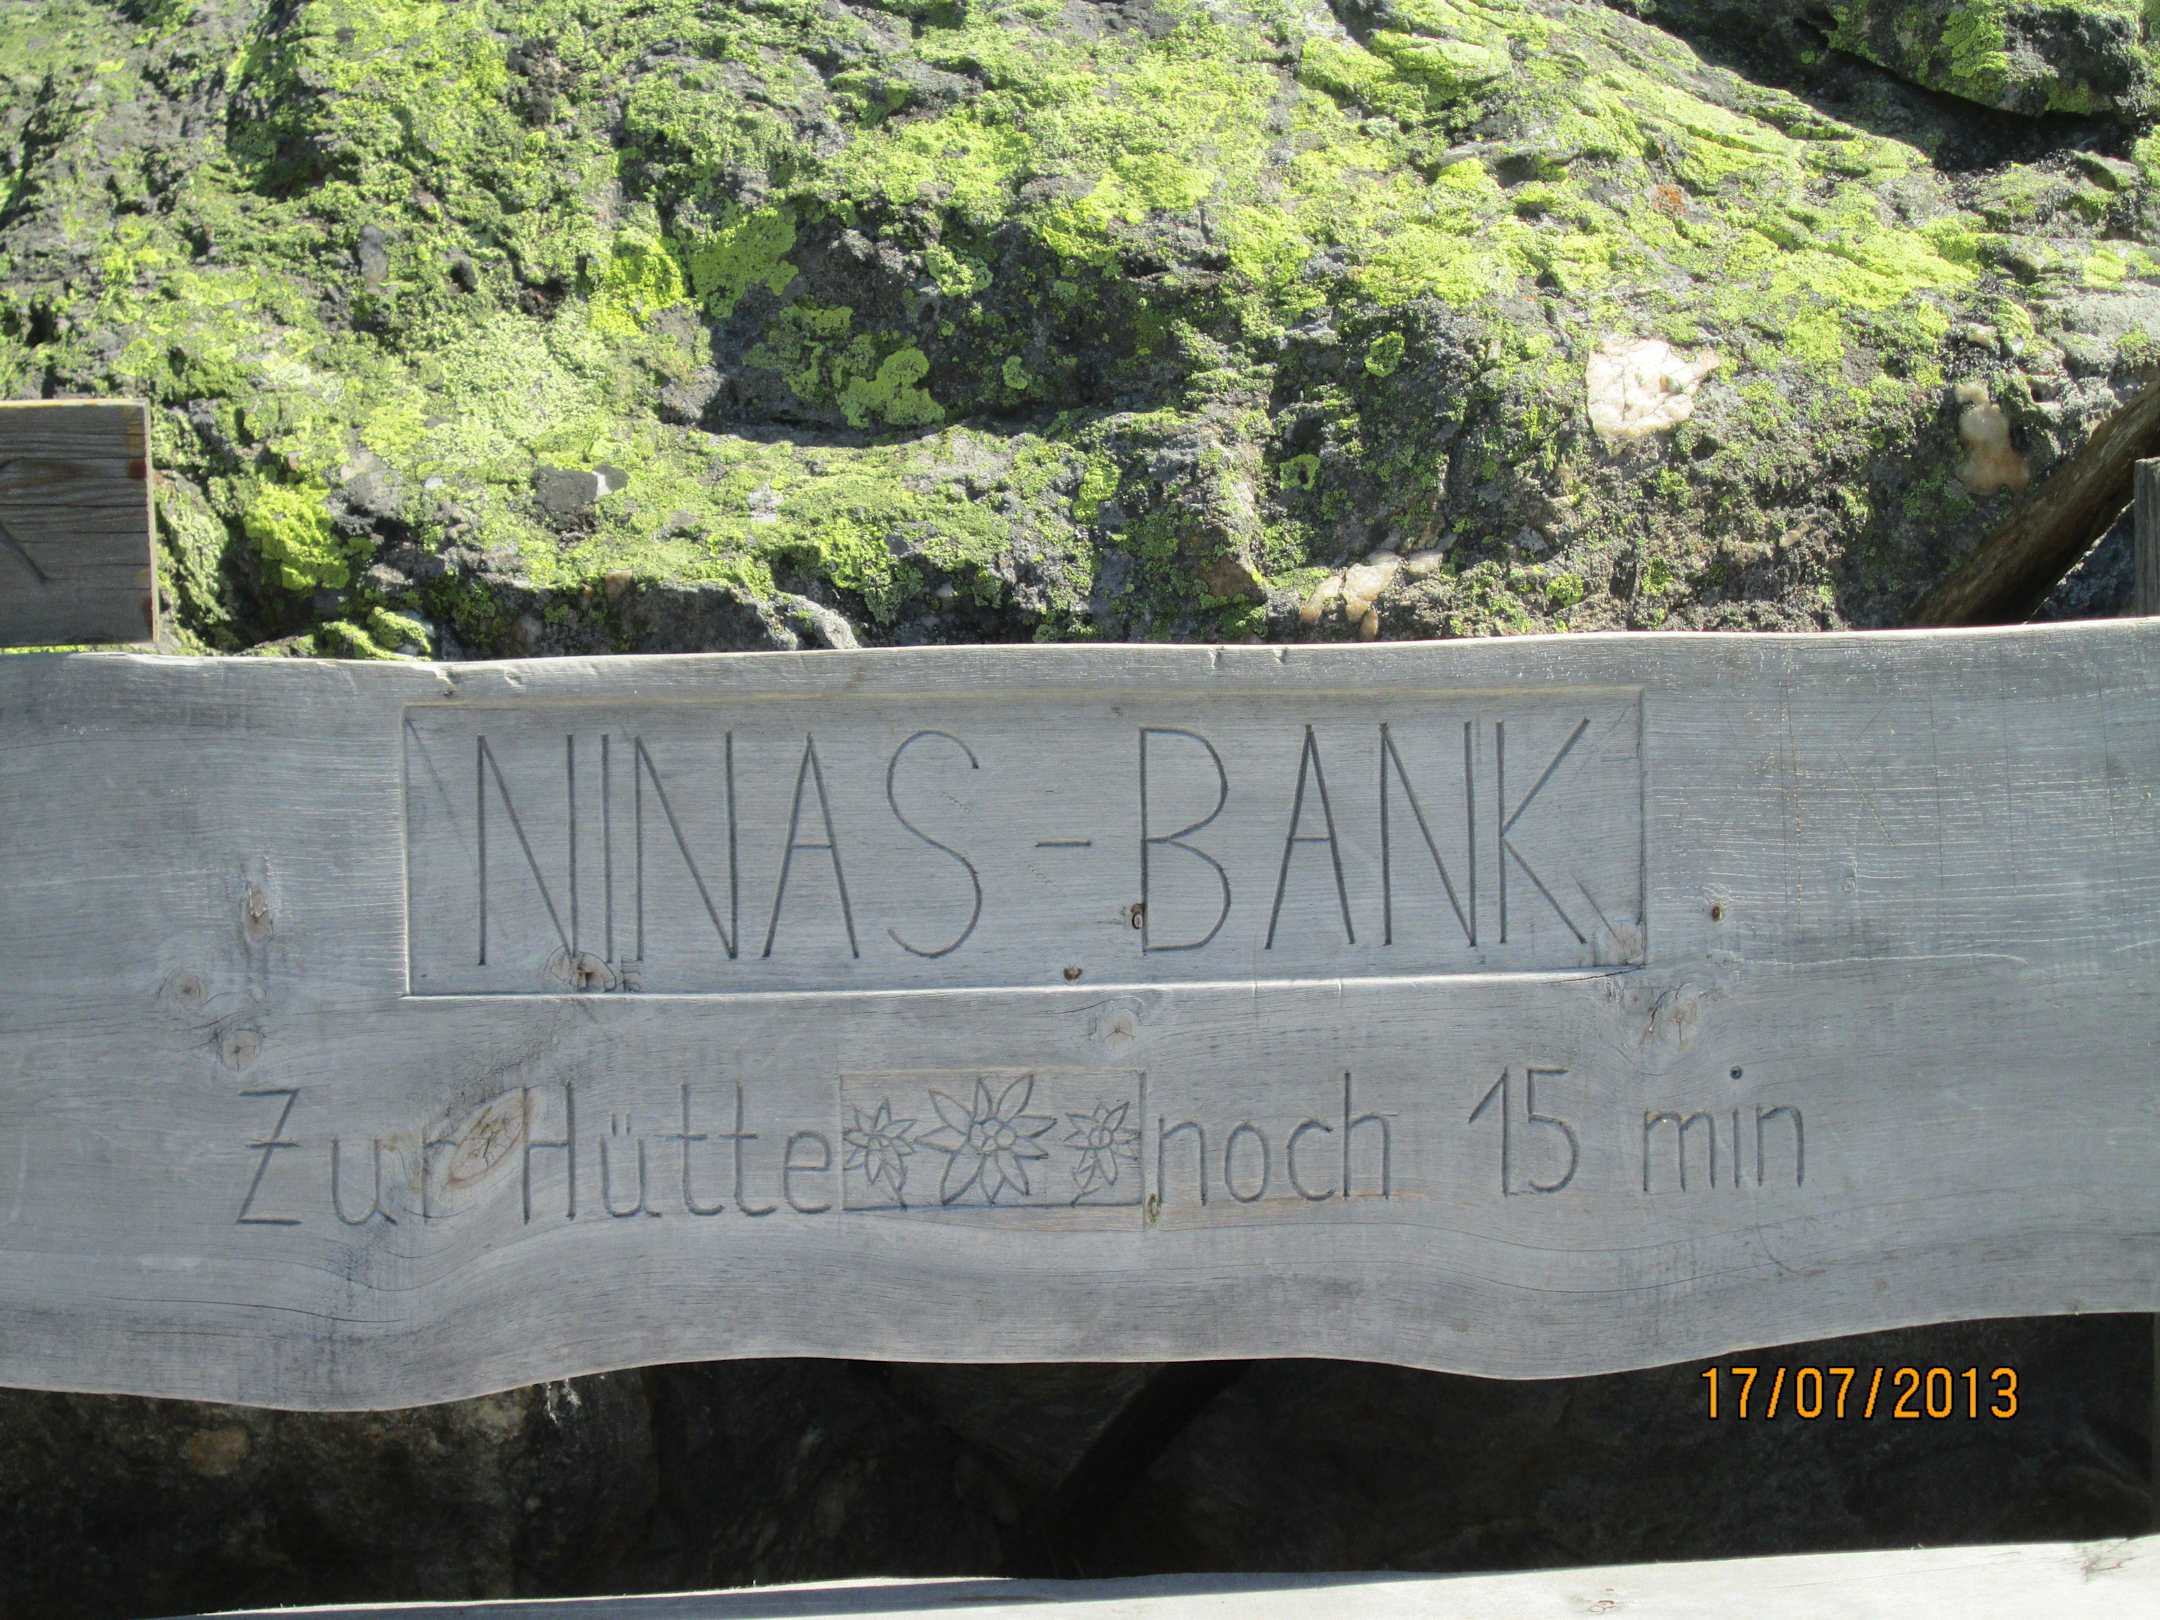 NINAS - BANK
Zur Hütte noch 15 min
17/07/2013